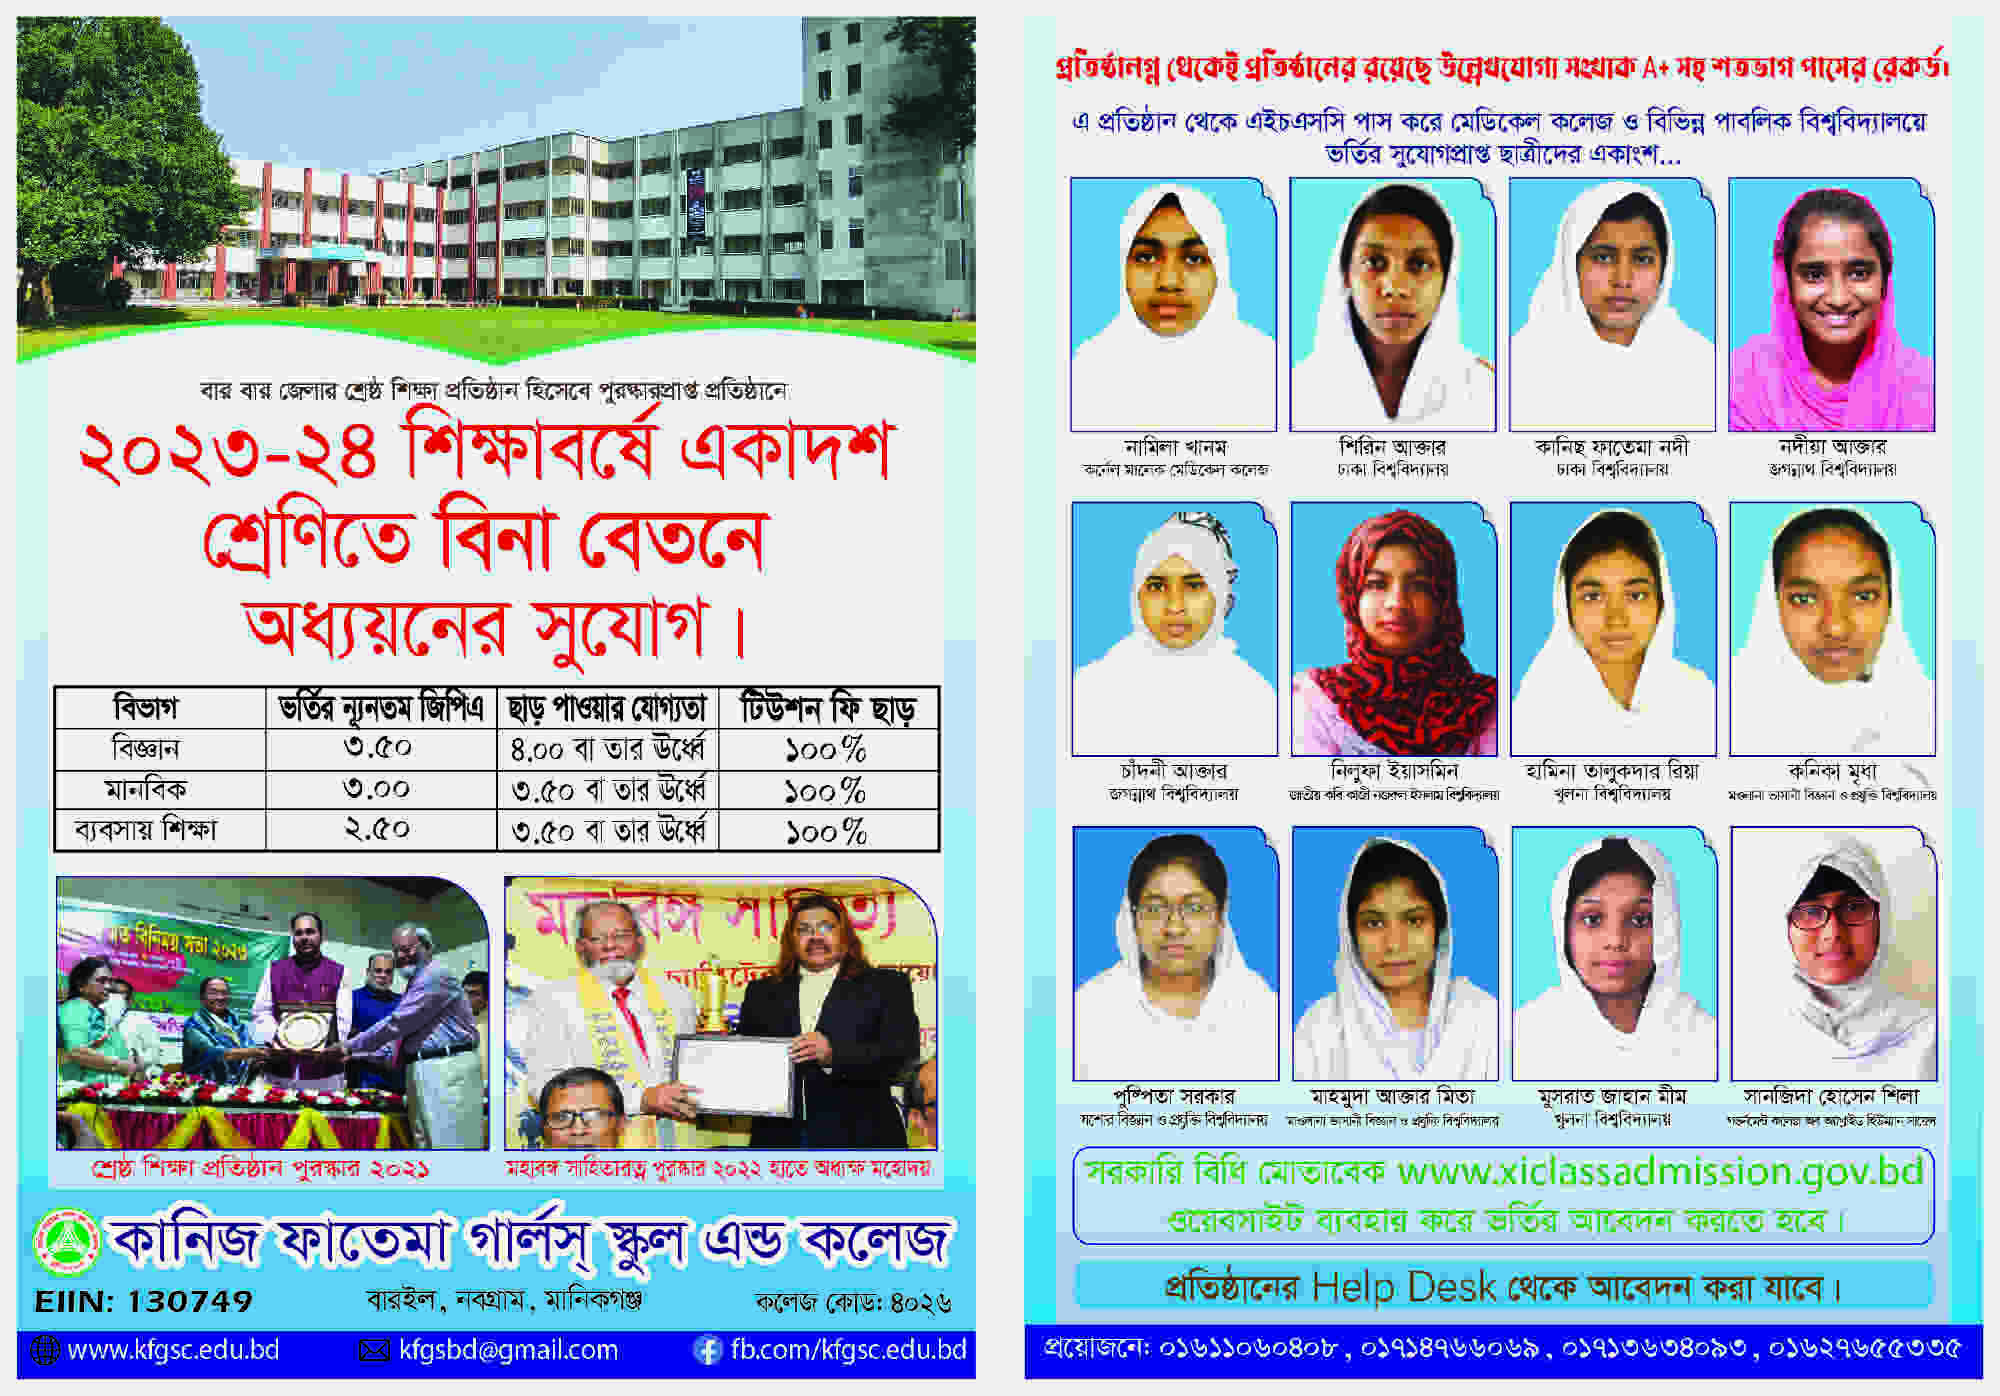 বার বার জেলার শ্রেষ্ঠ শিক্ষা প্রতিষ্ঠান হিসেবে পুরস্কারপ্রাপ্ত প্রতিষ্ঠানে
২০২৩-২৪ শিক্ষাবর্ষে একাদশ
শ্রেণিতে বিনা বেতনে
অধ্যয়নের সুযোগ।
বিভাগ ভর্তির ন্যূনতম জিপিএ ছাড় পাওয়ার যোগ্যতা টিউশন ফি ছাড়
বিজ্ঞান ৩.৫০ ৪.০০ বা তার উর্ধ্বে ১০০%
মানবিক ৩.০০ ৩.৫০ বা তার উর্ধ্বে ১০০%
ব্যবসায় শিক্ষা ২.৫০ ৩.৫০ বা তার উর্ধ্বে ১০০%
বিনিময় সভা ২০২৩
মহাবঙ্গ সাহিত্য
শ্রেষ্ঠ শিক্ষা প্রতিষ্ঠান পুরস্কার ২০২১
মহাবঙ্গ সাহিত্যরত্ন পুরস্কার ২০২২ হাতে অধ্যক্ষ মহোদয়
কানিজ ফাতেমা গার্লস্ স্কুল এন্ড কলেজ
EIIN: 130749 বারইল, নবগ্রাম, মানিকগঞ্জ কলেজ কোড: ৪০২৬
www.kfgsc.edu.bd kfgsbd@gmail.com fb.com/kfgsc.edu.bd
প্রতিষ্ঠালগ্ন থেকেই প্রতিষ্ঠানের রয়েছে উল্লেখযোগ্য সংখ্যক A+ সহ শতভাগ পাসের রেকর্ড।
এ প্রতিষ্ঠান থেকে এইচএসসি পাস করে মেডিকেল কলেজ ও বিভিন্ন পাবলিক বিশ্ববিদ্যালয়ে
ভর্তির সুযোগপ্রাপ্ত ছাত্রীদের একাংশ...
নামিলা খানম শিরিন আক্তার কানিছ ফাতেমা নদী নদীয়া আক্তার
কর্নেল মালেক মেডিকেল কলেজ ঢাকা বিশ্ববিদ্যালয় ঢাকা বিশ্ববিদ্যালয় জগন্নাথ বিশ্ববিদ্যালয়
চাঁদনী আক্তার নিলুফা ইয়াসমিন হামিনা তালুকদার রিয়া কনিকা মৃধা
জগন্নাথ বিশ্ববিদ্যালয় জাতীয় কবি কাজী নজরুল ইসলাম বিশ্ববিদ্যালয় খুলনা বিশ্ববিদ্যালয় মওলানা ভাসানী বিজ্ঞান ও প্রযুক্তি বিশ্ববিদ্যালয়
পুষ্পিতা সরকার মাহমুদা আক্তার মিতা মুসরাত জাহান মীম সানজিদা হোসেন শিলা
যশোর বিজ্ঞান ও প্রযুক্তি বিশ্ববিদ্যালয় মাওলানা ভাসানী বিজ্ঞান ও প্রযুক্তি বিশ্ববিদ্যালয় খুলনা বিশ্ববিদ্যালয় গভর্নমেন্ট কলেজ অব অ্যাপ্লাইড হিউম্যান সায়েন্স
সরকারি বিধি মোতাবেক www.xiclassadmission.gov.bd
ওয়েবসাইট ব্যবহার করে ভর্তির আবেদন করতে হবে।
প্রতিষ্ঠানের Help Desk থেকে আবেদন করা যাবে।
প্রয়োজনে: ০১৬১১০৬০৪০৮, ০১৭১৪৭৬৬০৬৯, ০১৭১৩৬৩৪০৯৩, ০১৬২৭৬৫৫৩৩৫